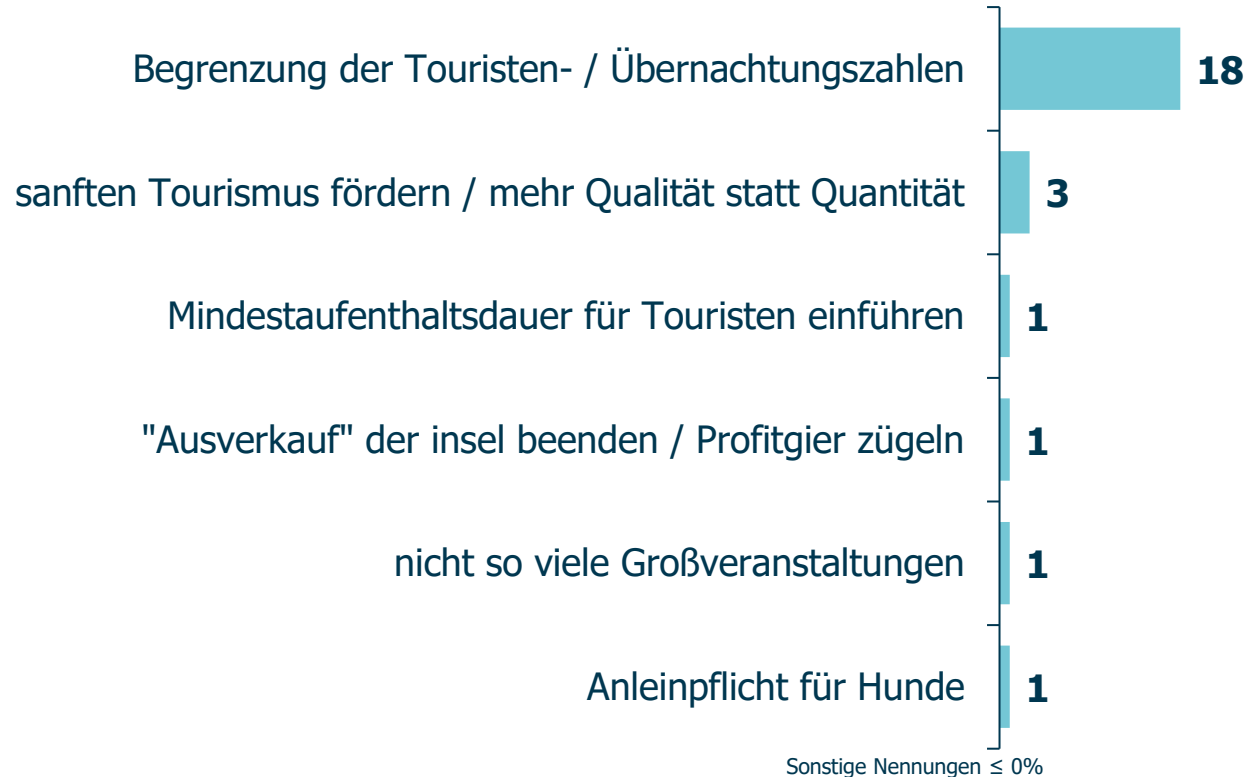 Begrenzung der Touristen- / Übernachtungszahlen 18
sanften Tourismus fördern / mehr Qualität statt Quantität 3
Mindestaufenthaltsdauer für Touristen einführen 1
"Ausverkauf" der insel beenden / Profitgier zügeln 1
nicht so viele Großveranstaltungen 1
Anleinpflicht für Hunde 1
Sonstige Nennungen ≤ 0%